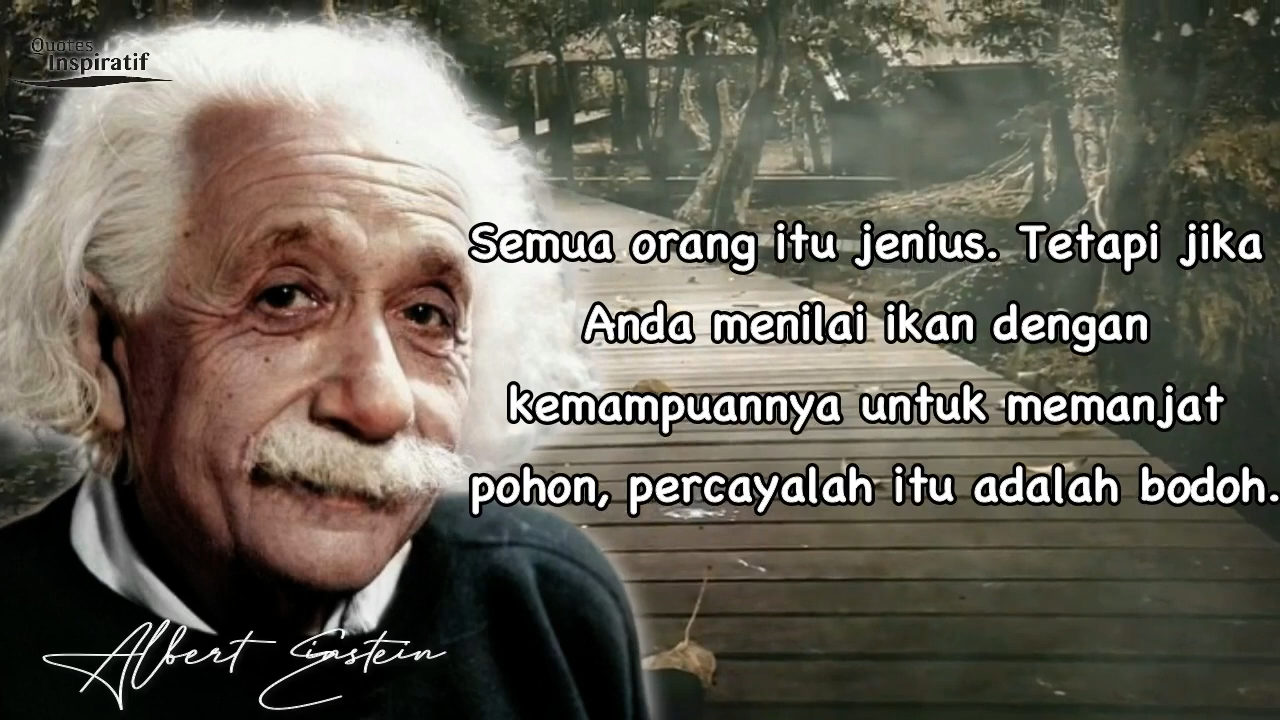 Quotes
Inspiratif
Semua orang itu jenius. Tetapi jika
Anda menilai ikan dengan
kemampuannya untuk memanjat
pohon, percayalah itu adalah bodoh.
Albert Einstein